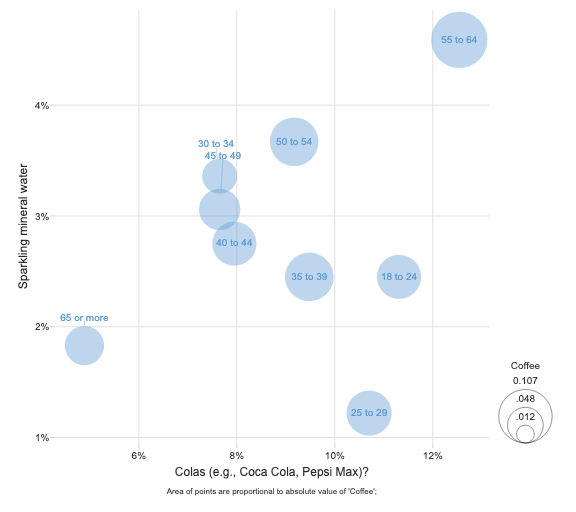 55 to 64
4%
30 to 34
50 to 54
45 to 49
Sparkling mineral water
3%
40 to 44
35 to 39
18 to 24
65 or more
2%
Coffee
0.107
.048
25 to 29
.012
1%
6%
8%
10%
12%
Colas (e.g., Coca Cola, Pepsi Max)?
Area of points are proportional to absolute value of 'Coffee';